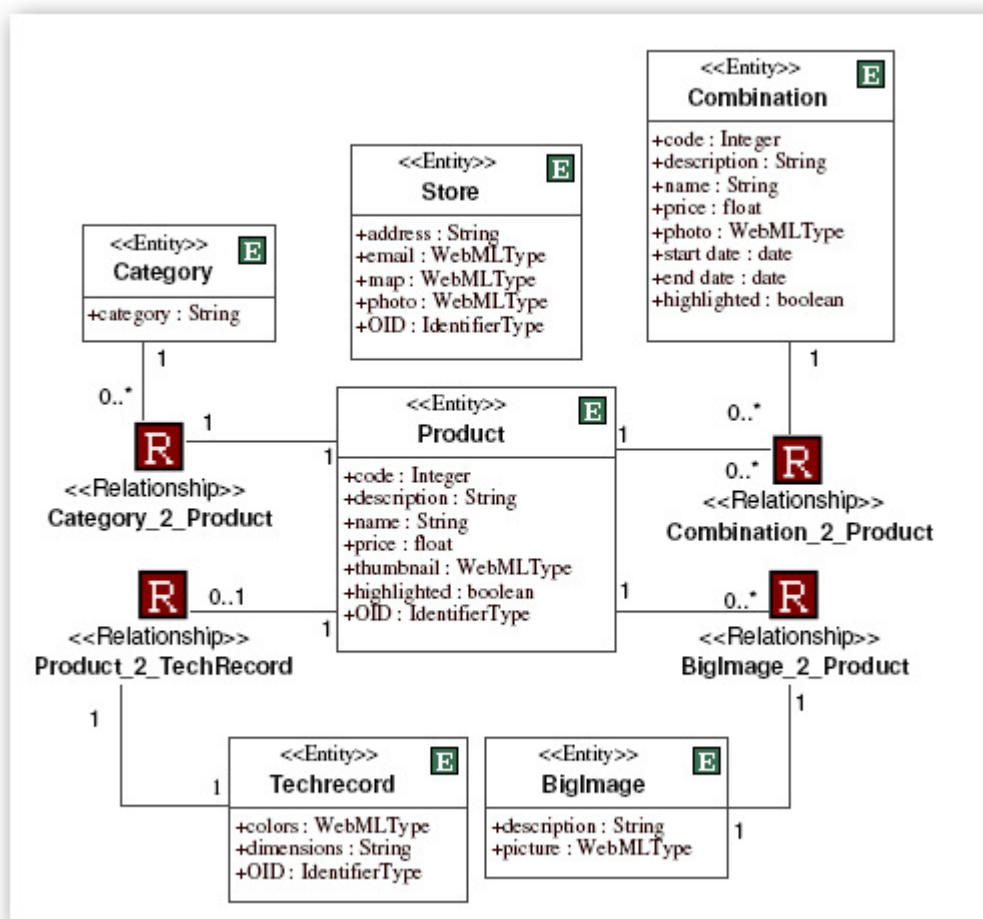 <<Entity>>
E
Combination
+code : Integer
+description : String
+name : String
+price : float
+photo : WebMLType
+start date : date
+end date : date
+highlighted : boolean
<<Entity>>
E
Store
+address : String
+email : WebMLType
+map : WebMLType
+photo : WebMLType
+OID : IdentifierType
<<Entity>>
E
Category
+category : String
1
0..*
1
0..*
<<Entity>>
E
Product
+code : Integer
+description : String
+name : String
+price : float
+thumbnail : WebMLType
+highlighted : boolean
+OID : IdentifierType
1
1
R
<<Relationship>>
Category_2_Product
1
0..*
R
<<Relationship>>
Combination_2_Product
R
0..1
1
<<Relationship>>
Product_2_TechRecord
1
0..*
R
<<Relationship>>
BigImage_2_Product
1
1
1
1
<<Entity>>
E
Techrecord
+colors : WebMLType
+dimensions : String
+OID : IdentifierType
<<Entity>>
E
BigImage
+description : String
+picture : WebMLType